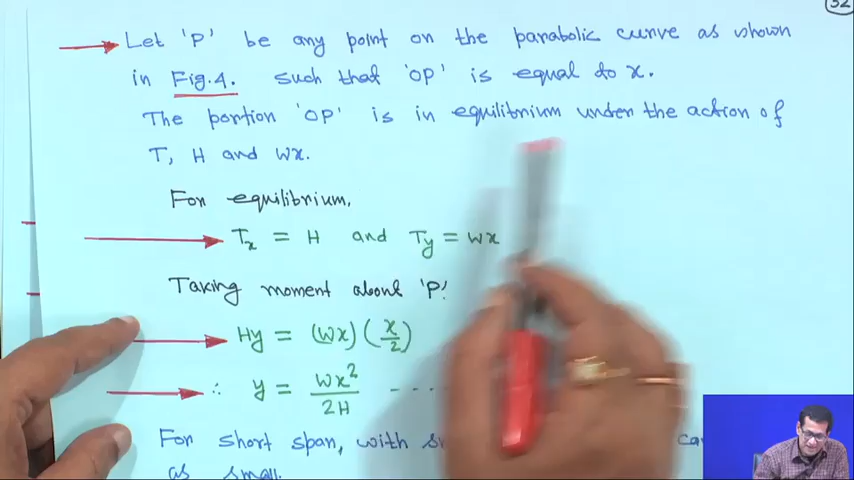 32
Let 'P' be any point on the parabolic curve as shown
in Fig.4. such that 'OP' is equal to x.
The portion 'OP' is in equilibrium under the action of
T, H and wx.
For equilibrium,
Tx = H and Ty = wx
Taking moment about 'P'.
Hy = (wx)(x/2)
∴ y = wx²/2H ----
For short span, with
as small.